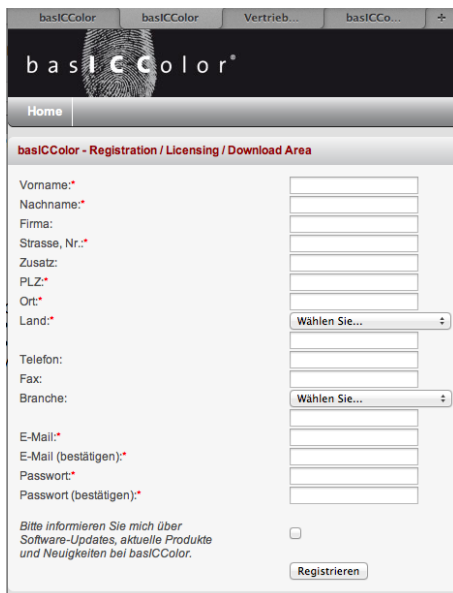 basICColor basICColor Vertrieb... basICCo... +
basICColor®
Home
basICColor - Registration / Licensing / Download Area
Vorname:*
Nachname:*
Firma:
Strasse, Nr.:*
Zusatz:
PLZ:*
Ort:*
Land:* Wählen Sie...
Telefon:
Fax:
Branche: Wählen Sie...
E-Mail:*
E-Mail (bestätigen):*
Passwort:*
Passwort (bestätigen):*
Bitte informieren Sie mich über
Software-Updates, aktuelle Produkte
und Neuigkeiten bei basICColor.
Registrieren